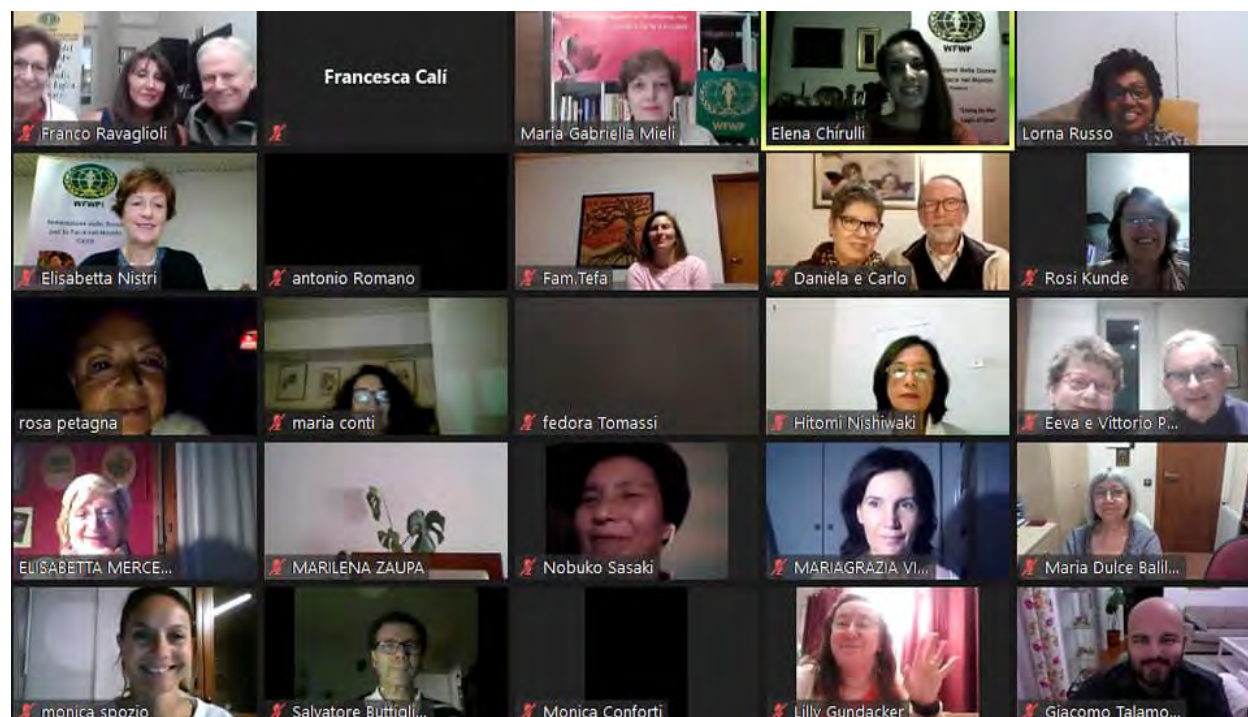 Francesca Calí
WFWP
Franco Ravaglioli
Maria Gabriella Mieli
WFWP
Elena Chirulli
Lorna Russo
WFWPI
Elisabetta Nistri
antonio Romano
Fam.Tefa
Daniela e Carlo
Rosi Kunde
rosa petagna
maria conti
fedora Tomassi
Hitomi Nishiwaki
Eeva e Vittorio P...
ELISABETTA MERCE...
MARILENA ZAUPA
Nobuko Sasaki
MARIAGRAZIA VI...
Maria Dulce Balil...
monica spozio
Salvatore Buttigli...
Monica Conforti
Lilly Gundacker
Giacomo Talamo...